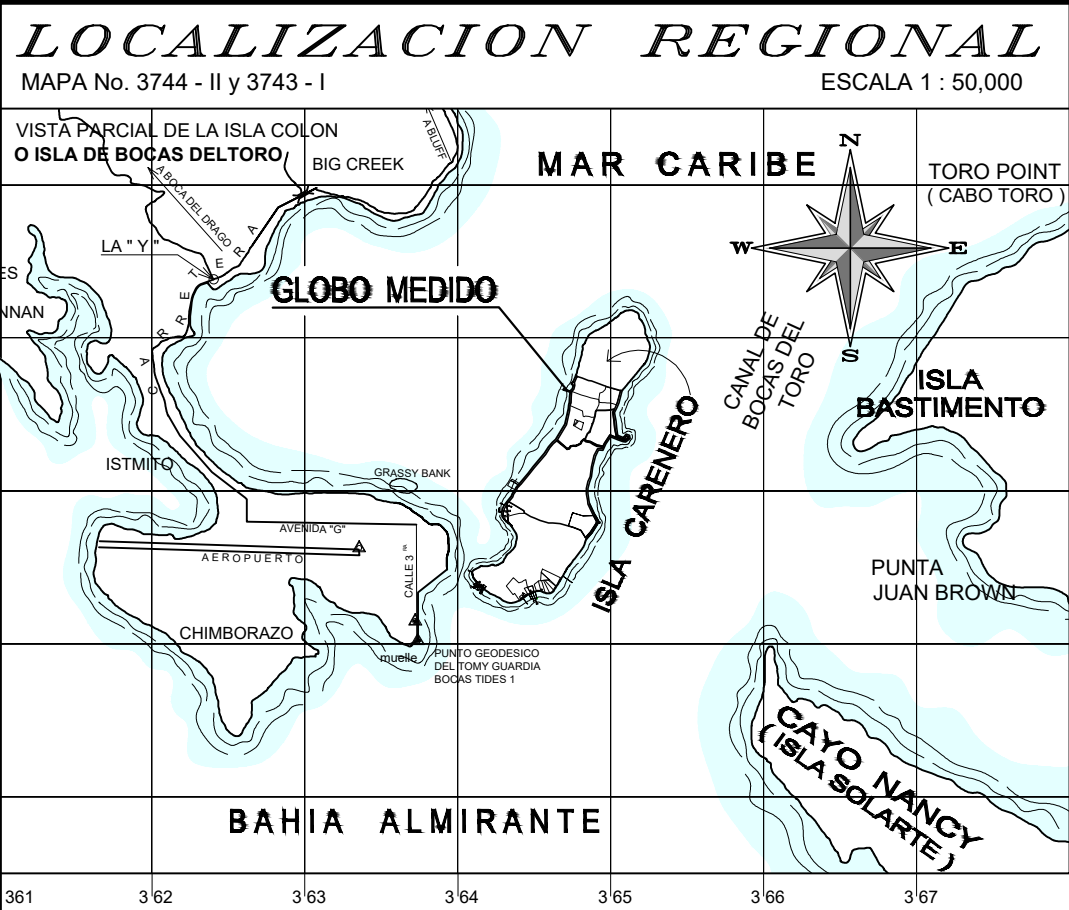 LOCALIZACION REGIONAL
MAPA No. 3744 - II y 3743 - I
ESCALA 1 : 50,000
VISTA PARCIAL DE LA ISLA COLON
O ISLA DE BOCAS DELTORO
BIG CREEK
A BLUFF
MAR CARIBE
N
W
E
S
TORO POINT
( CABO TORO )
A BOCA DEL DRAGO
LA " Y "
CARRETERA
ES
NNAN
GLOBO MEDIDO
CANAL DE
BOCAS DEL
TORO
ISLA
BASTIMENTO
ISLA CARENERO
ISTMITO
GRASSY BANK
AVENIDA "G"
AEROPUERTO
CALLE 3 RA
CHIMBORAZO
muelle
PUNTO GEODESICO
DEL TOMY GUARDIA
BOCAS TIDES 1
PUNTA
JUAN BROWN
CAYO NANCY
( ISLA SOLARTE )
BAHIA ALMIRANTE
361
3'62
3'63
3'64
3'65
3'66
3'67